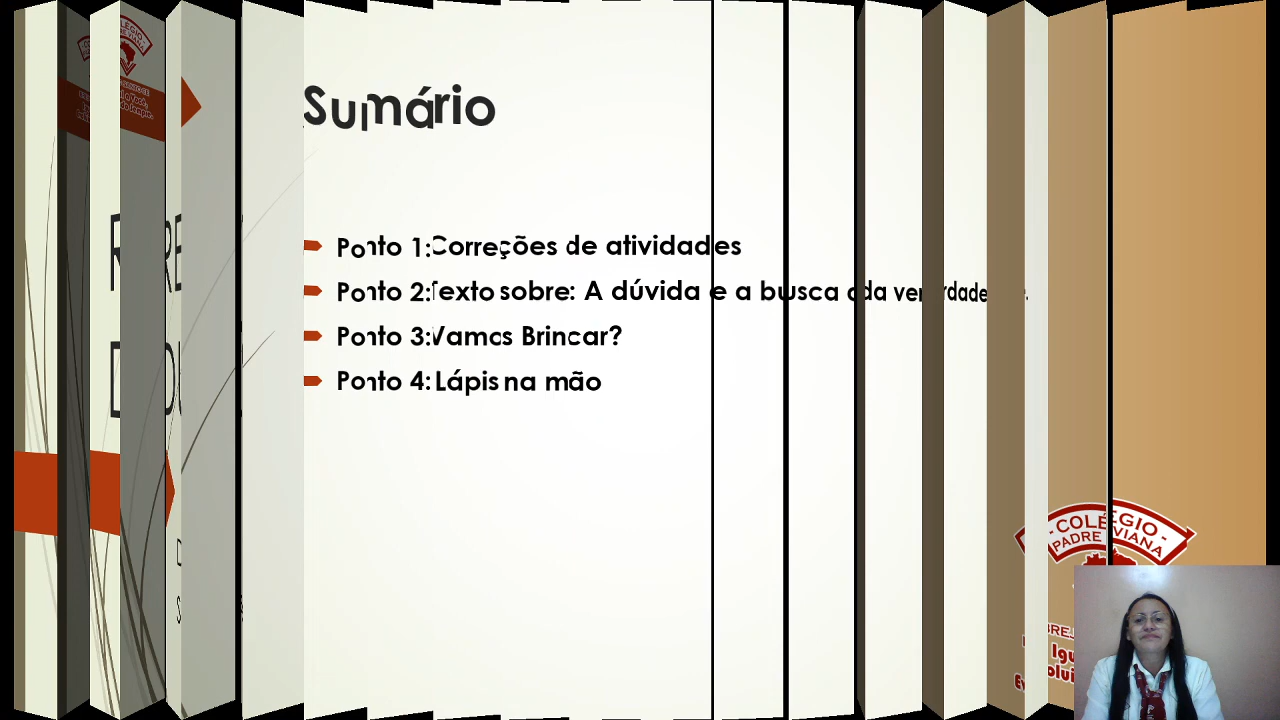 Sumário
Ponto 1: Correções de atividades
Ponto 2: Texto sobre: A dúvida e a busca da verdade.
Ponto 3: Vamos Brincar?
Ponto 4: Lápis na mão
- COLÉGIO -
PADRE VIANA